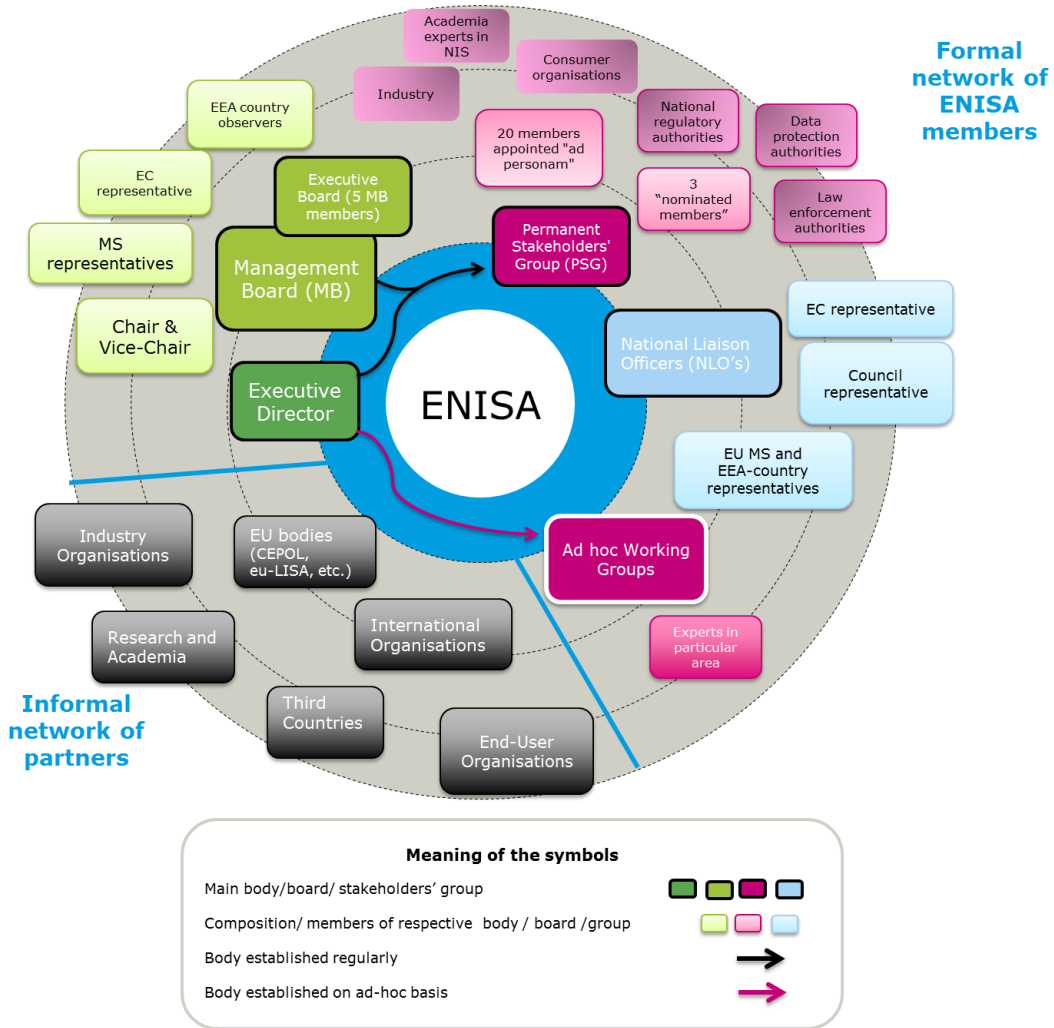 Academia
experts in
NIS
Consumer
organisations
Industry
Formal
network of
ENISA
members
EEA country
observers
National
regulatory
authorities
Data
protection
authorities
20 members
appointed "ad
personam"
EC
representative
Executive
Board (5 MB
members)
3
“nominated
members”
Law
enforcement
authorities
MS
representatives
Management
Board (MB)
Permanent
Stakeholders'
Group (PSG)
Chair &
Vice-Chair
EC representative
National Liaison
Officers (NLO’s)
Council
representative
Executive
Director
ENISA
EU MS and
EEA-country
representatives
Industry
Organisations
EU bodies
(CEPOL,
eu-LISA, etc.)
Ad hoc Working
Groups
Research and
Academia
International
Organisations
Experts in
particular
area
Informal
network of
partners
Third
Countries
End-User
Organisations
Meaning of the symbols
Main body/board/ stakeholders’ group
Composition/ members of respective body / board /group
Body established regularly
Body established on ad-hoc basis